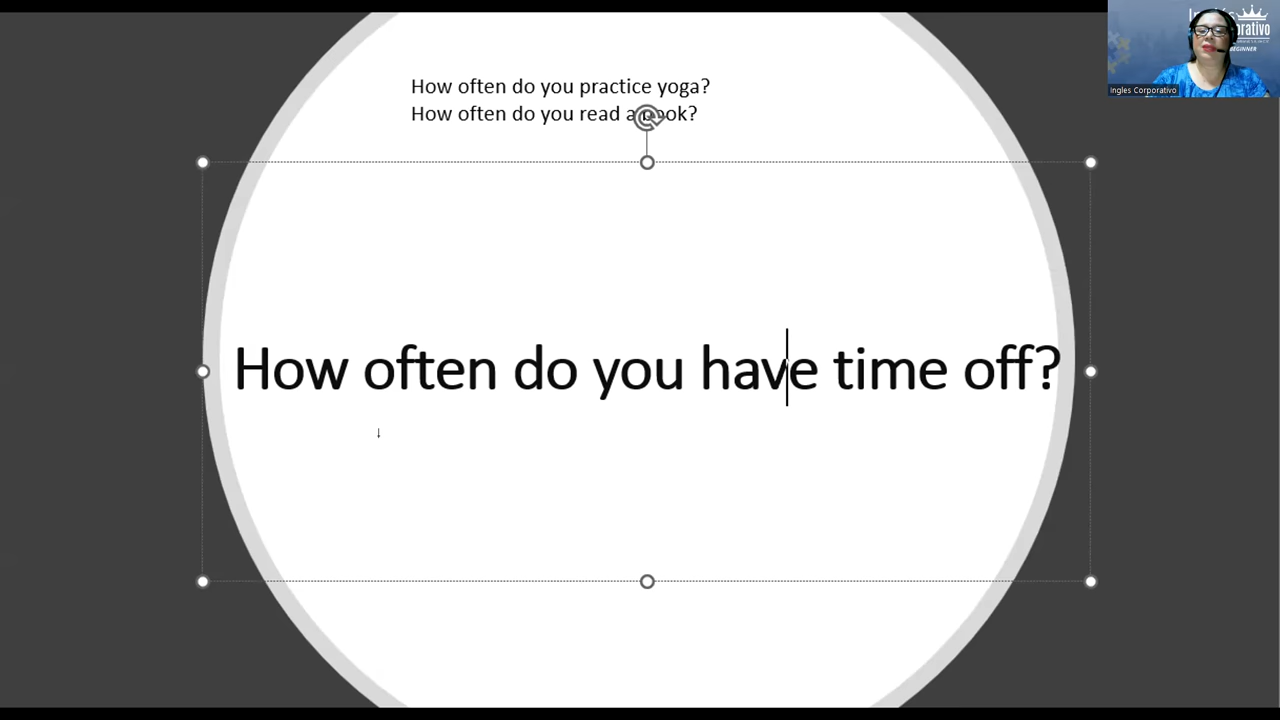 How often do you practice yoga?
How often do you read a book?
How often do you have time off?
Ingles Corporativo
BEGINNER